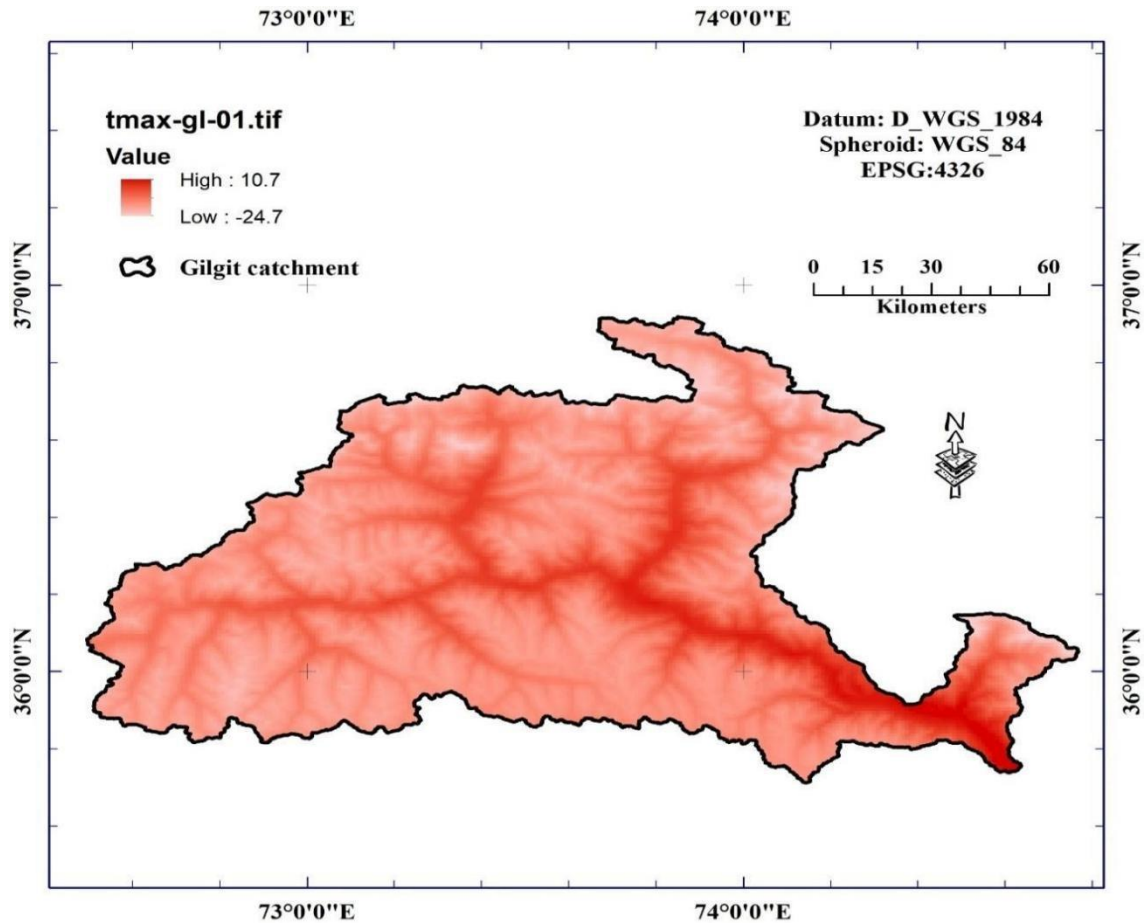 73°0'0"E 74°0'0"E
tmax-gl-01.tif
Value
High : 10.7
Low : -24.7
Gilgit catchment
Datum: D_WGS_1984
Spheroid: WGS_84
EPSG:4326
0 15 30 60
Kilometers
N
37°0'0"N
37°0'0"N
36°0'0"N
36°0'0"N
73°0'0"E 74°0'0"E